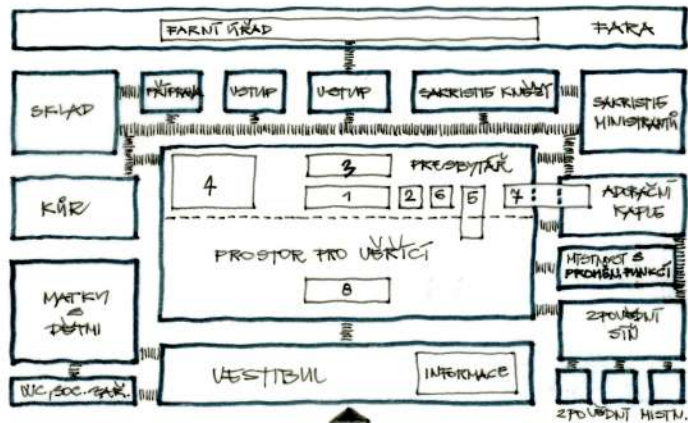 FARNÍ ÚŘAD
FARA
SKLAD
PŘÍPRAVA
VSTUP
VSTUP
SAKRISTIE KNĚŽÍ
SAKRISTIE
MINISTRANTŮ
4
3
PRESBYTÁŘ
1
2
6
5
7
KŮR
ADORAČNÍ
KAPLE
PROSTOR PRO VĚŘÍCÍ
8
MÍSTNOST S
PROMĚN. FUNKCÍ
MATKY
S
DĚTMI
ZPOVĚDNÍ
SÍŇ
VESTIBUL
INFORMACE
WC, SOC. ZAŘ.
ZPOVĚDNÍ MÍSTN.